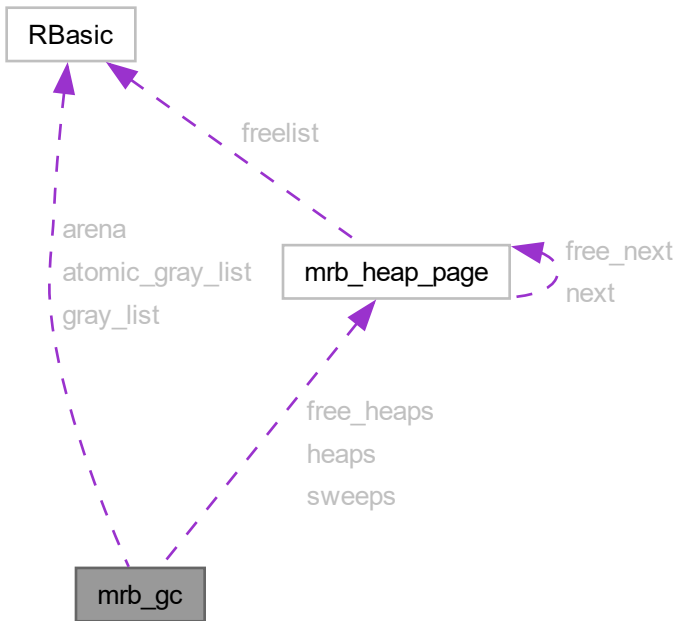 RBasic
freelist
arena
atomic_gray_list
gray_list
mrb_heap_page
free_next
next
free_heaps
heaps
sweeps
mrb_gc